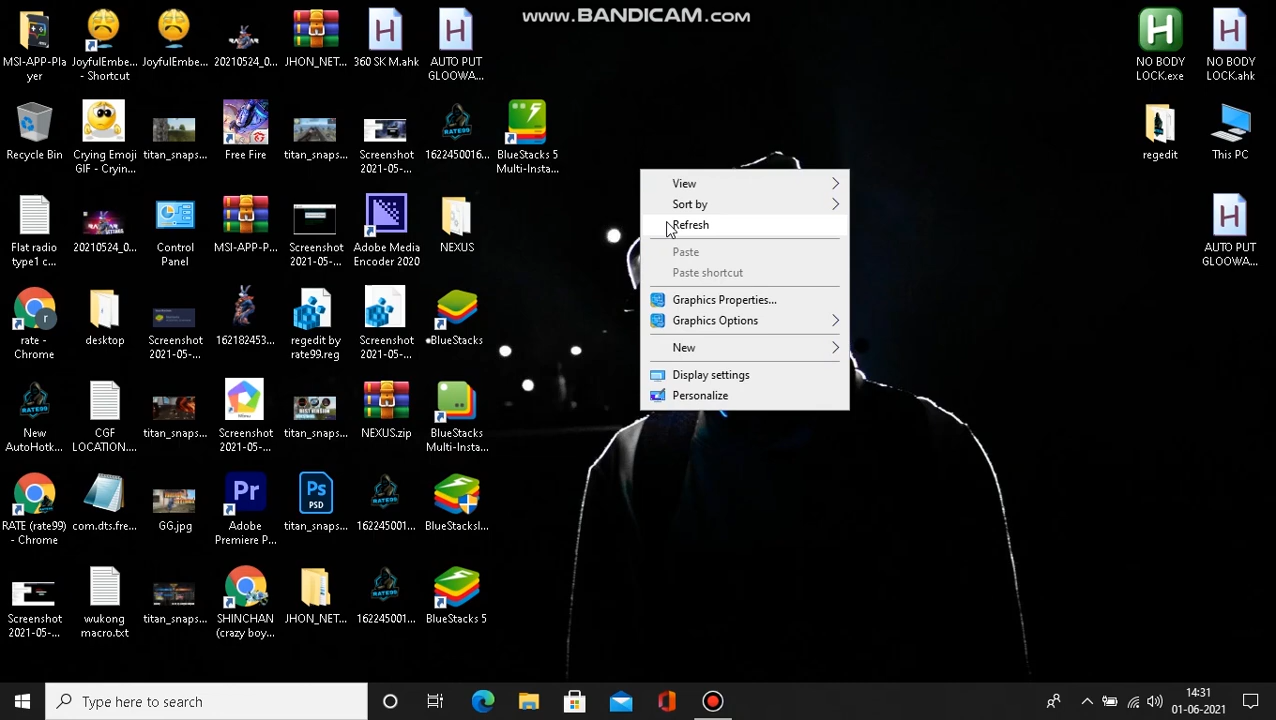 www.BANDICAM.com
MSI-APP-Pla
yer
JoyfulEmbe...
- Shortcut
JoyfulEmbe...
20210524_0...
JHON_NET...
360 SK M.ahk
AUTO PUT
GLOOWA...
NO BODY
LOCK.exe
NO BODY
LOCK.ahk
Recycle Bin
Crying Emoji
GIF - Cryin...
titan_snaps...
Free Fire
titan_snaps...
Screenshot
2021-05-...
1622450016...
BlueStacks 5
Multi-Insta...
regedit
This PC
Flat radio
type1 c...
20210524_0...
Control
Panel
MSI-APP-P...
Screenshot
2021-05-...
Adobe Media
Encoder 2020
NEXUS
AUTO PUT
GLOOWA...
rate -
Chrome
desktop
Screenshot
2021-05-...
162182453...
regedit by
rate99.reg
Screenshot
2021-05-...
BlueStacks
New
AutoHotk...
CGF
LOCATION....
titan_snaps...
Screenshot
2021-05-...
titan_snaps...
NEXUS.zip
BlueStacks
Multi-Insta...
RATE (rate99)
- Chrome
com.dts.fre...
GG.jpg
Adobe
Premiere P...
titan_snaps...
162245001...
BlueStacksI...
Screenshot
2021-05-...
wukong
macro.txt
titan_snaps...
SHINCHAN
(crazy boy...
JHON_NET...
162245001...
BlueStacks 5
View
Sort by
Refresh
Paste
Paste shortcut
Graphics Properties...
Graphics Options
New
Display settings
Personalize
Type here to search
14:31
01-06-2021